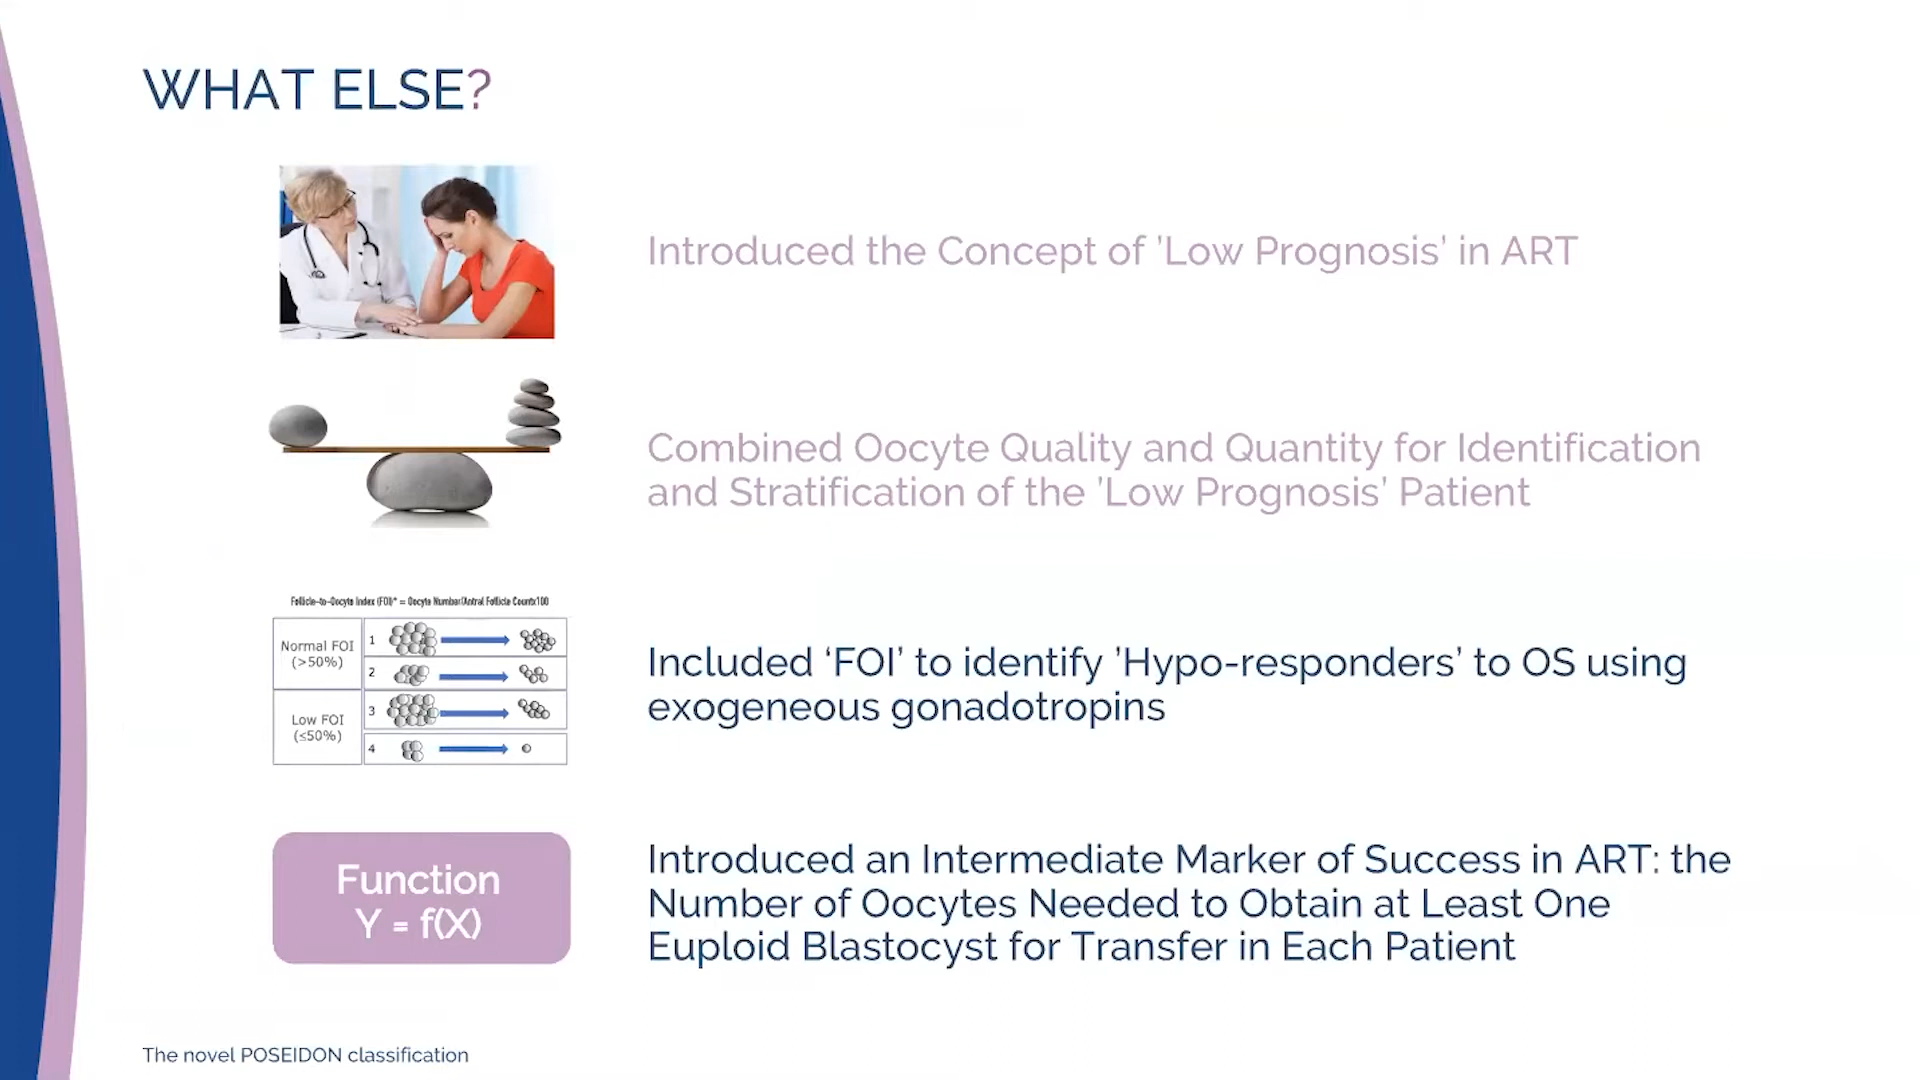 WHAT ELSE?
Introduced the Concept of ’Low Prognosis’ in ART
Combined Oocyte Quality and Quantity for Identification
and Stratification of the ’Low Prognosis’ Patient
Follicle-to-Oocyte Index (FOI)* = Oocyte Number/Antral Follicle Countx100
Normal FOI
(>50%)
1
2
Low FOI
(≤50%)
3
4
Included ‘FOI’ to identify ’Hypo-responders’ to OS using
exogeneous gonadotropins
Function
Y = f(X)
Introduced an Intermediate Marker of Success in ART: the
Number of Oocytes Needed to Obtain at Least One
Euploid Blastocyst for Transfer in Each Patient
The novel POSEIDON classification